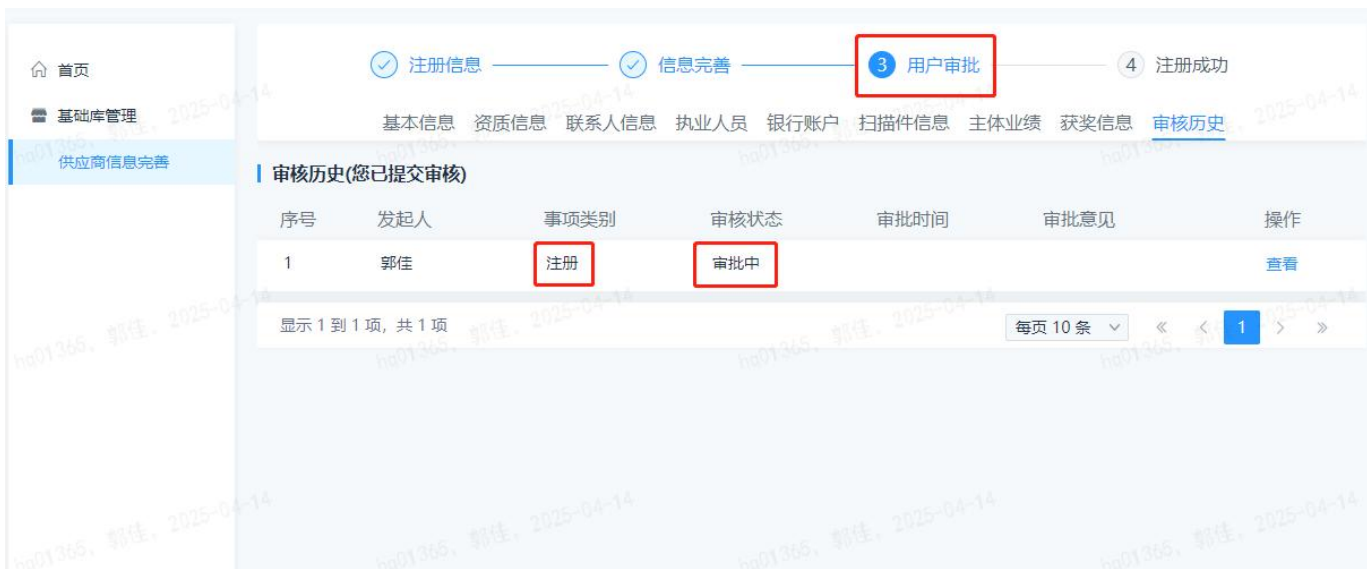 首页
基础库管理
供应商信息完善
注册信息 信息完善 3 用户审批 4 注册成功
基本信息 资质信息 联系人信息 执业人员 银行账户 扫描件信息 主体业绩 获奖信息 审核历史
审核历史(您已提交审核)
序号 发起人 事项类别 审核状态 审批时间 审批意见 操作
1 郭佳 注册 审批中 查看
显示 1 到 1 项，共 1 项 每页 10 条 « < 1 > »
hq01365，郭佳，2025-04-14